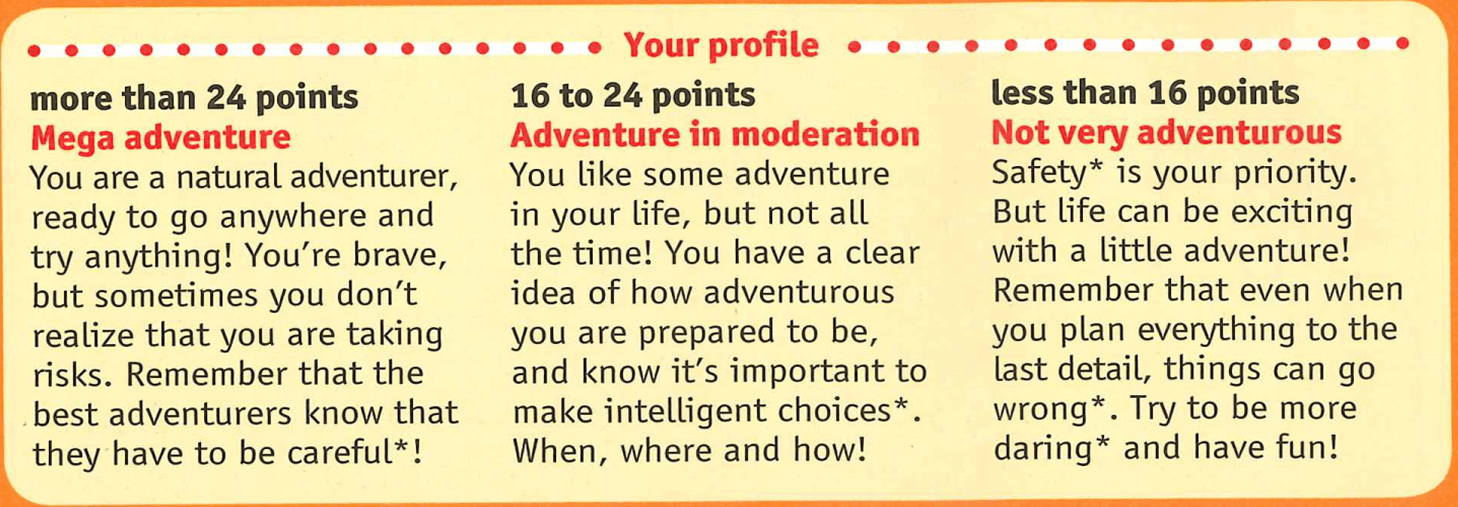 Your profile
more than 24 points
Mega adventure
You are a natural adventurer,
ready to go anywhere and
try anything! You're brave,
but sometimes you don't
realize that you are taking
risks. Remember that the
best adventurers know that
they have to be careful*!
16 to 24 points
Adventure in moderation
You like some adventure
in your life, but not all
the time! You have a clear
idea of how adventurous
you are prepared to be,
and know it's important to
make intelligent choices*.
When, where and how!
less than 16 points
Not very adventurous
Safety* is your priority.
But life can be exciting
with a little adventure!
Remember that even when
you plan everything to the
last detail, things can go
wrong*. Try to be more
daring* and have fun!